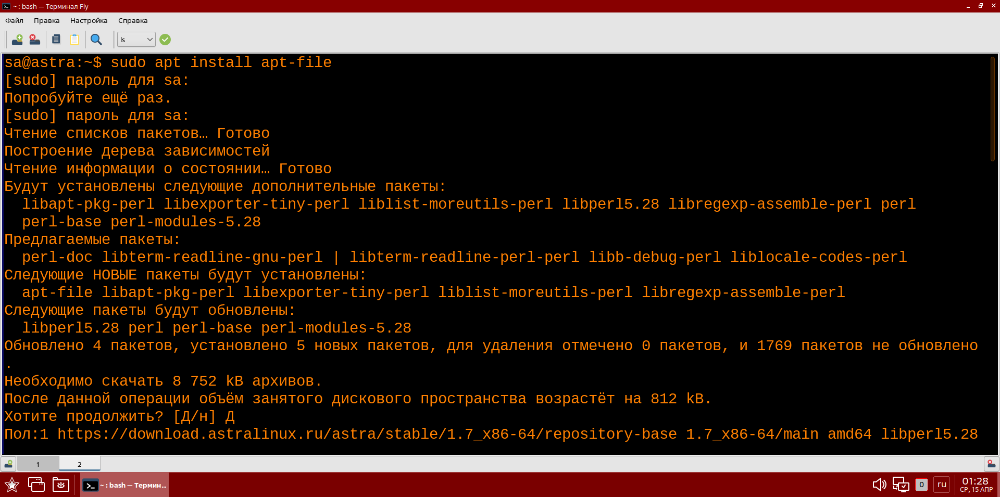 ~ : bash — Терминал Fly
Файл Правка Настройка Справка
ls
sa@astra:~$ sudo apt install apt-file
[sudo] пароль для sa:
Попробуйте ещё раз.
[sudo] пароль для sa:
Чтение списков пакетов… Готово
Построение дерева зависимостей
Чтение информации о состоянии… Готово
Будут установлены следующие дополнительные пакеты:
  libapt-pkg-perl libexporter-tiny-perl liblist-moreutils-perl libperl5.28 libregexp-assemble-perl perl
  perl-base perl-modules-5.28
Предлагаемые пакеты:
  perl-doc libterm-readline-gnu-perl | libterm-readline-perl-perl libb-debug-perl liblocale-codes-perl
Следующие НОВЫЕ пакеты будут установлены:
  apt-file libapt-pkg-perl libexporter-tiny-perl liblist-moreutils-perl libregexp-assemble-perl
Следующие пакеты будут обновлены:
  libperl5.28 perl perl-base perl-modules-5.28
Обновлено 4 пакетов, установлено 5 новых пакетов, для удаления отмечено 0 пакетов, и 1769 пакетов не обновлено
.
Необходимо скачать 8 752 kB архивов.
После данной операции объём занятого дискового пространства возрастёт на 812 kB.
Хотите продолжить? [Д/н] Д
Пол:1 https://download.astralinux.ru/astra/stable/1.7_x86-64/repository-base 1.7_x86-64/main amd64 libperl5.28
1 2
~ : bash — Термин… 0 ru 01:28
СР, 15 АПР